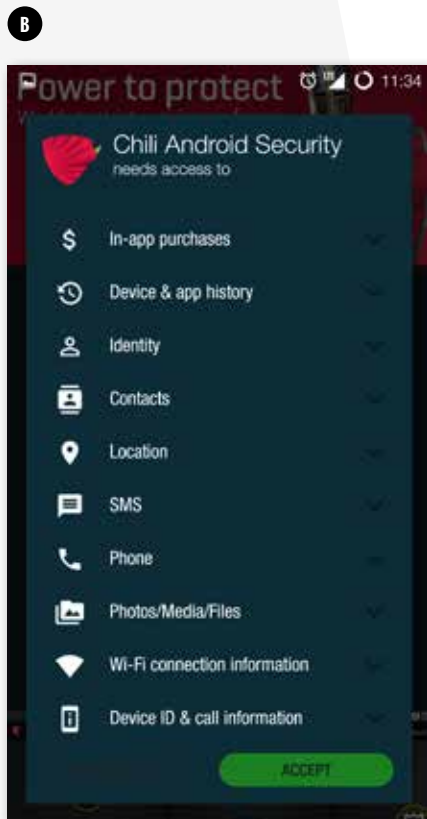 B
Power to protect
11:34
Chili Android Security
needs access to
$ In-app purchases
Device & app history
Identity
Contacts
Location
SMS
Phone
Photos/Media/Files
Wi-Fi connection information
Device ID & call information
ACCEPT